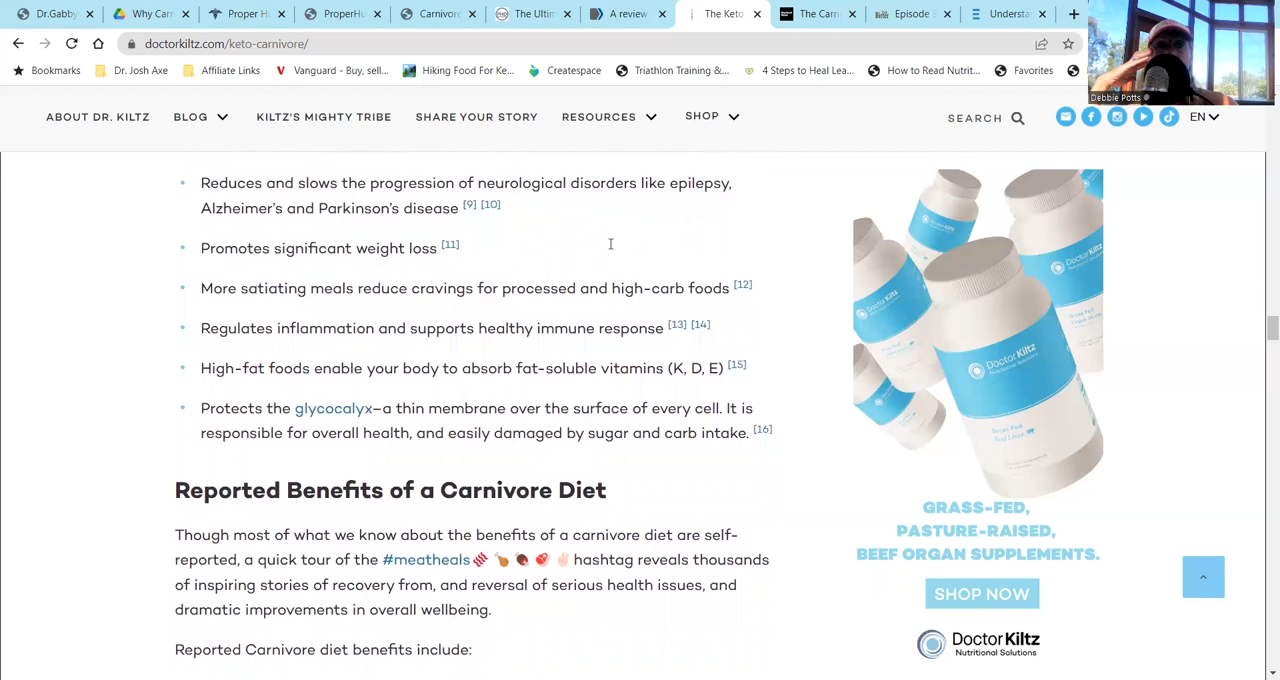 Dr.Gabby
Why Carn
Proper Hu
ProperHu
Carnivore
The Ultim
A review
The Keto
The Carn
Episode
Understa
doctorkiltz.com/keto-carnivore/
Bookmarks
Dr. Josh Axe
Affiliate Links
Vanguard - Buy, sell...
Hiking Food For Ke...
Createspace
Triathlon Training &...
4 Steps to Heal Lea...
How to Read Nutrit...
Favorites
Debbie Potts
ABOUT DR. KILTZ
BLOG
KILTZ'S MIGHTY TRIBE
SHARE YOUR STORY
RESOURCES
SHOP
SEARCH
EN
Reduces and slows the progression of neurological disorders like epilepsy,
Alzheimer's and Parkinson's disease [9] [10]
Promotes significant weight loss [11]
More satiating meals reduce cravings for processed and high-carb foods [12]
Regulates inflammation and supports healthy immune response [13] [14]
High-fat foods enable your body to absorb fat-soluble vitamins (K, D, E) [15]
Protects the glycocalyx–a thin membrane over the surface of every cell. It is
responsible for overall health, and easily damaged by sugar and carb intake. [16]
Reported Benefits of a Carnivore Diet
Though most of what we know about the benefits of a carnivore diet are self-
reported, a quick tour of the #meatheals hashtag reveals thousands
of inspiring stories of recovery from, and reversal of serious health issues, and
dramatic improvements in overall wellbeing.
Reported Carnivore diet benefits include:
Doctor Kiltz
Nutritional Solutions
Grass Fed
Beef Liver
GRASS-FED,
PASTURE-RAISED,
BEEF ORGAN SUPPLEMENTS.
SHOP NOW
Doctor Kiltz
Nutritional Solutions